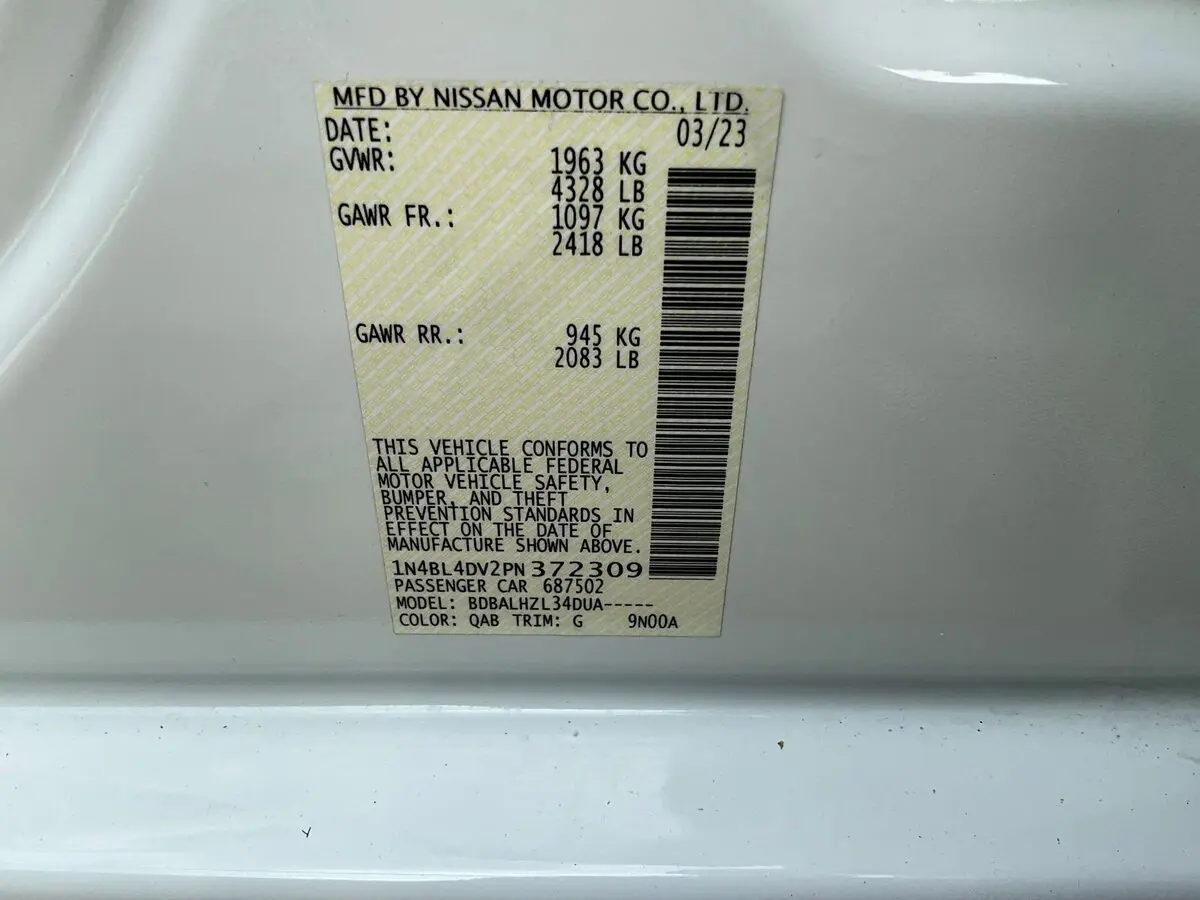 MFD BY NISSAN MOTOR CO., LTD.
DATE: 03/23
GVWR: 1963 KG
4328 LB
GAWR FR.: 1097 KG
2418 LB
GAWR RR.: 945 KG
2083 LB
THIS VEHICLE CONFORMS TO
ALL APPLICABLE FEDERAL
MOTOR VEHICLE SAFETY,
BUMPER, AND THEFT
PREVENTION STANDARDS IN
EFFECT ON THE DATE OF
MANUFACTURE SHOWN ABOVE.
1N4BL4DV2PN372309
PASSENGER CAR 687502
MODEL: BDBALHZL34DUA-----
COLOR: QAB TRIM: G 9N00A